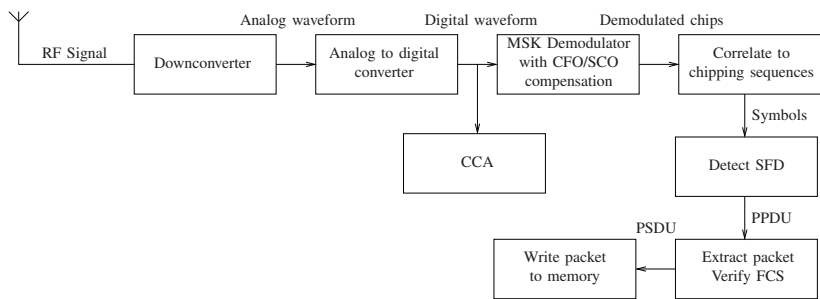 Analog waveform
Digital waveform
Demodulated chips
RF Signal
Downconverter
Analog to digital
converter
MSK Demodulator
with CFO/SCO
compensation
Correlate to
chipping sequences
Symbols
CCA
Detect SFD
PPDU
PSDU
Write packet
to memory
Extract packet
Verify FCS